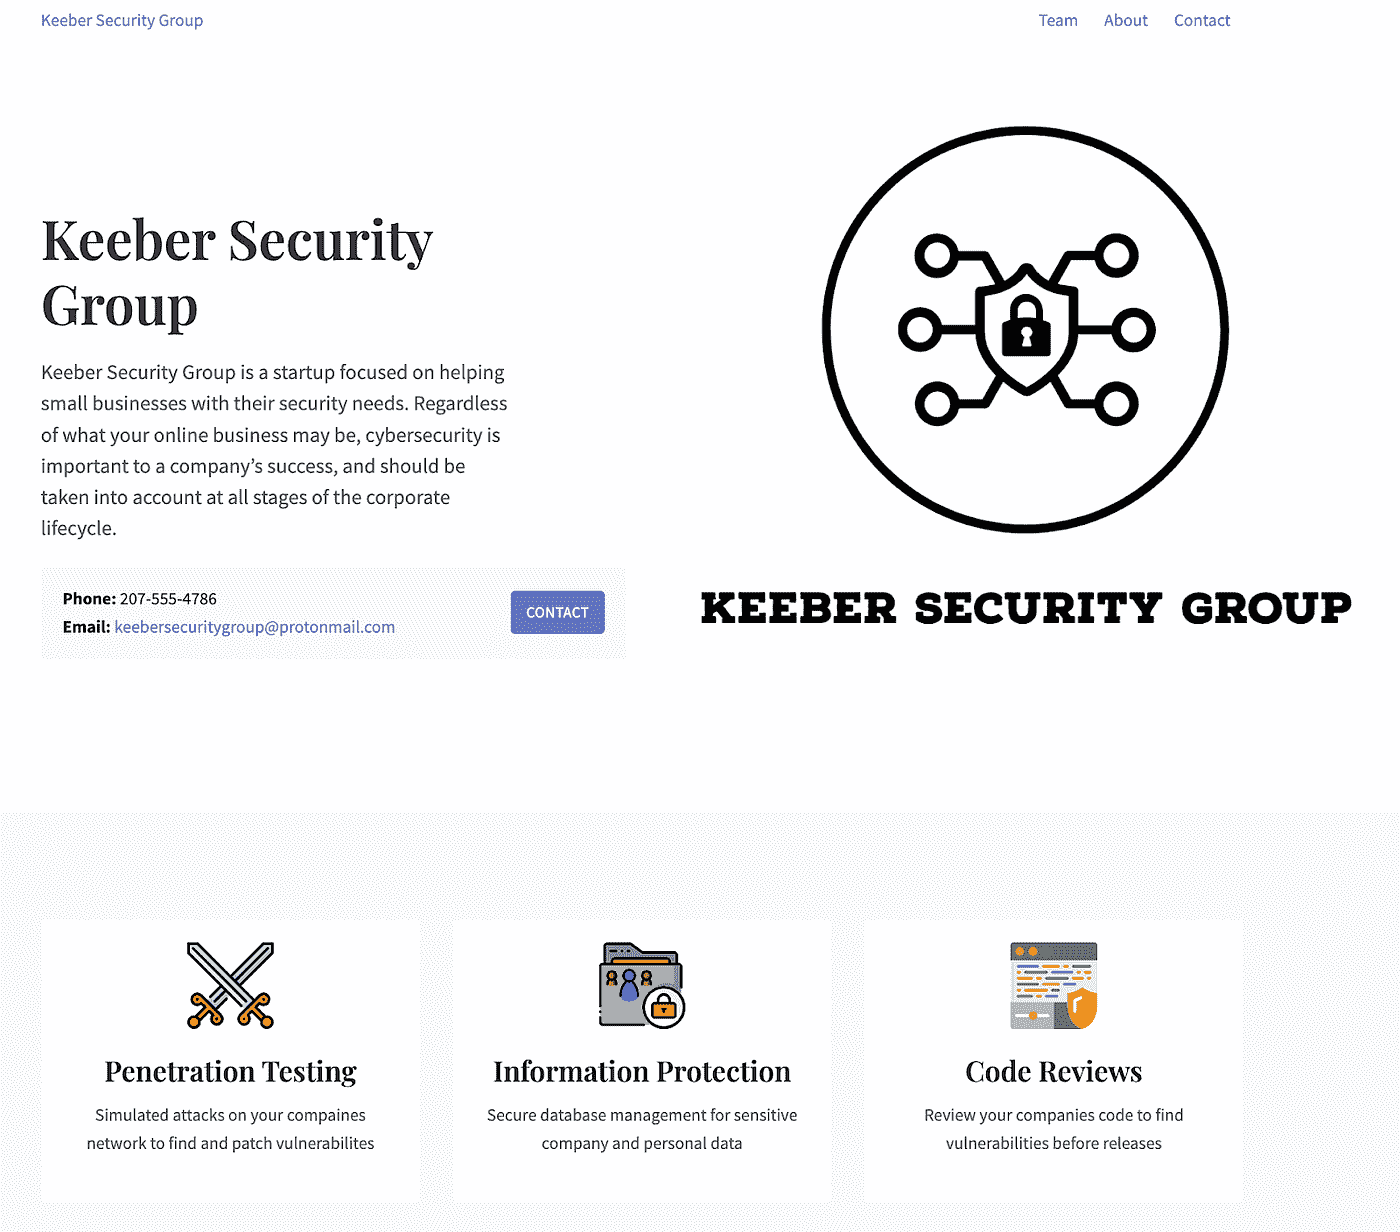 Keeber Security Group
Team About Contact
Keeber Security
Group
Keeber Security Group is a startup focused on helping
small businesses with their security needs. Regardless
of what your online business may be, cybersecurity is
important to a company’s success, and should be
taken into account at all stages of the corporate
lifecycle.
Phone: 207-555-4786
Email: keebersecuritygroup@protonmail.com
CONTACT
KEEBER SECURITY GROUP
Penetration Testing
Simulated attacks on your compaines
network to find and patch vulnerabilites
Information Protection
Secure database management for sensitive
company and personal data
Code Reviews
Review your companies code to find
vulnerabilities before releases